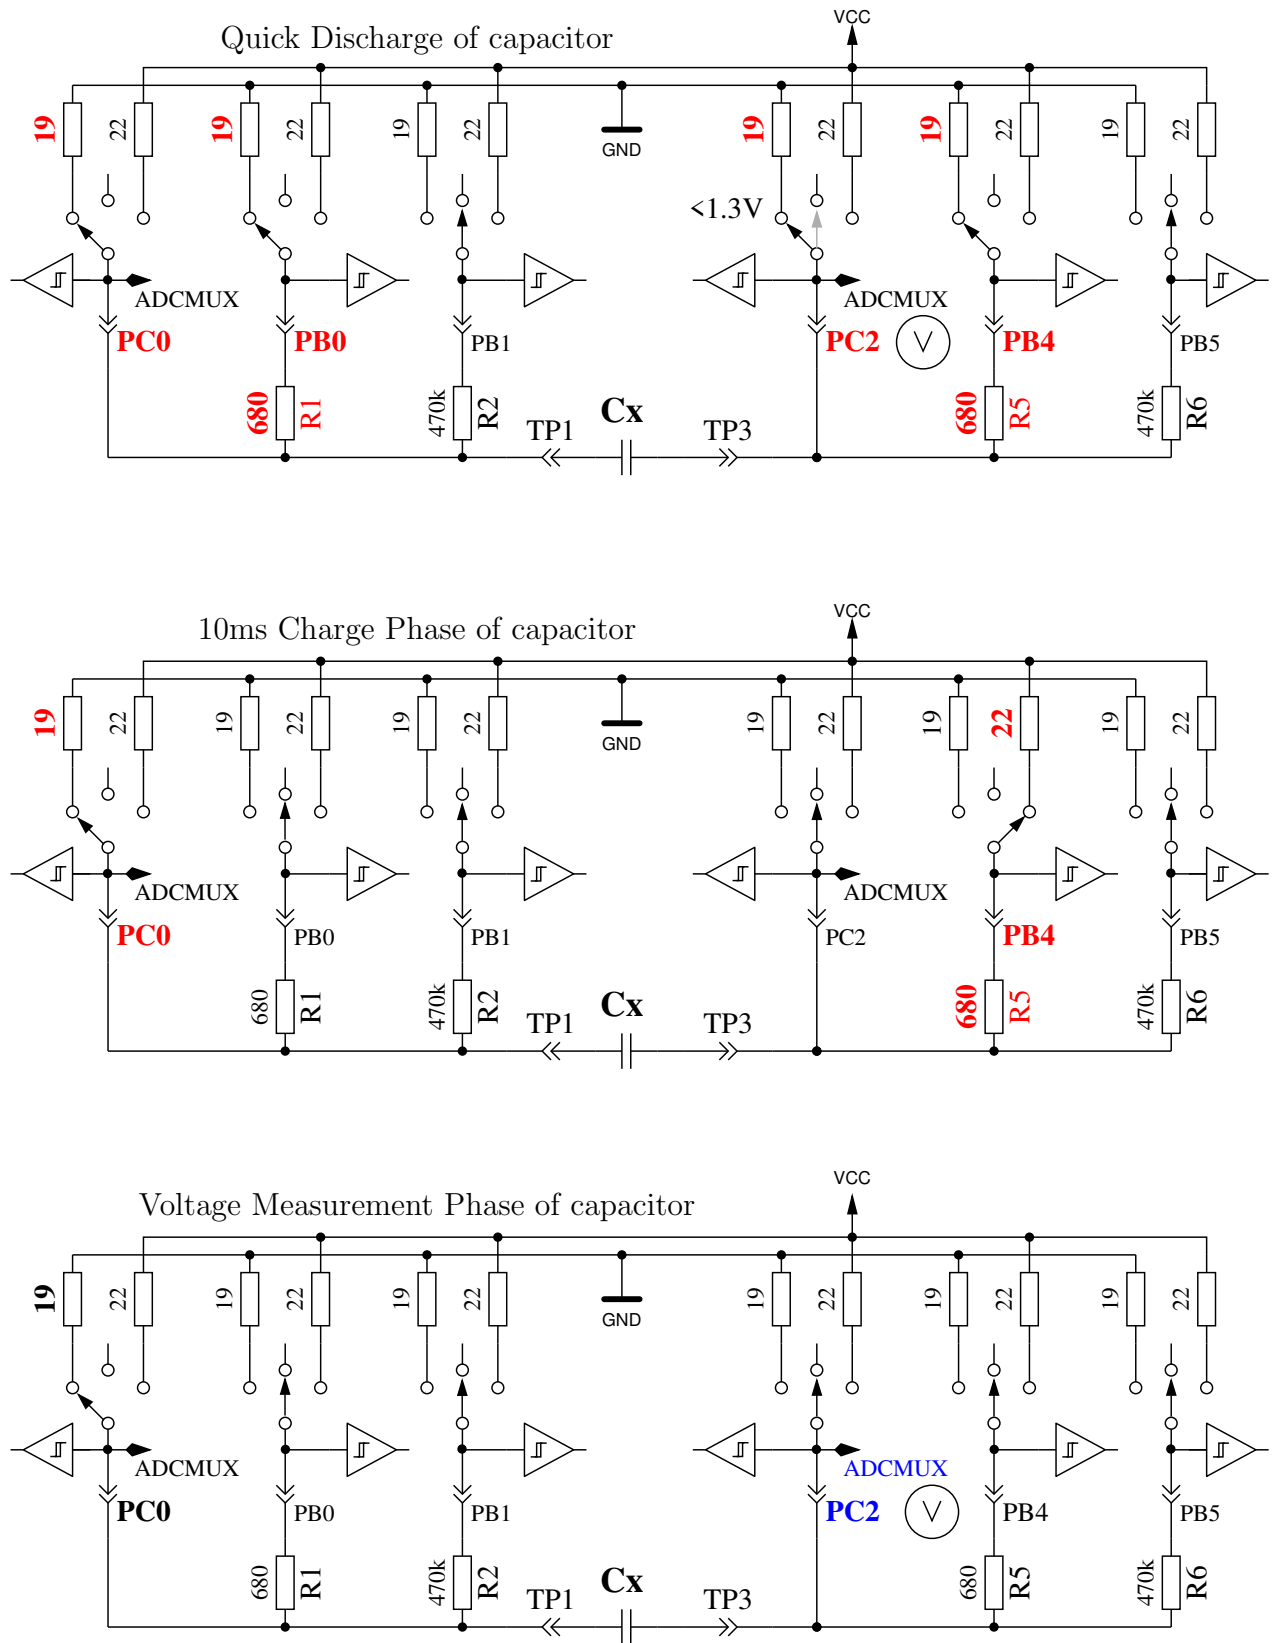 VCC
Quick Discharge of capacitor
19 22 19 22 19 22 GND 19 22 19 22 19 22
<1.3V
ADCMUX ADCMUX
PC0 PB0 PB1 PC2 V PB4 PB5
680 R1 470k R2 TP1 Cx TP3 680 R5 470k R6
VCC
10ms Charge Phase of capacitor
19 22 19 22 19 22 GND 19 22 19 22 19 22
ADCMUX ADCMUX
PC0 PB0 PB1 PC2 PB4 PB5
680 R1 470k R2 TP1 Cx TP3 680 R5 470k R6
VCC
Voltage Measurement Phase of capacitor
19 22 19 22 19 22 GND 19 22 19 22 19 22
ADCMUX ADCMUX
PC0 PB0 PB1 PC2 V PB4 PB5
680 R1 470k R2 TP1 Cx TP3 680 R5 470k R6